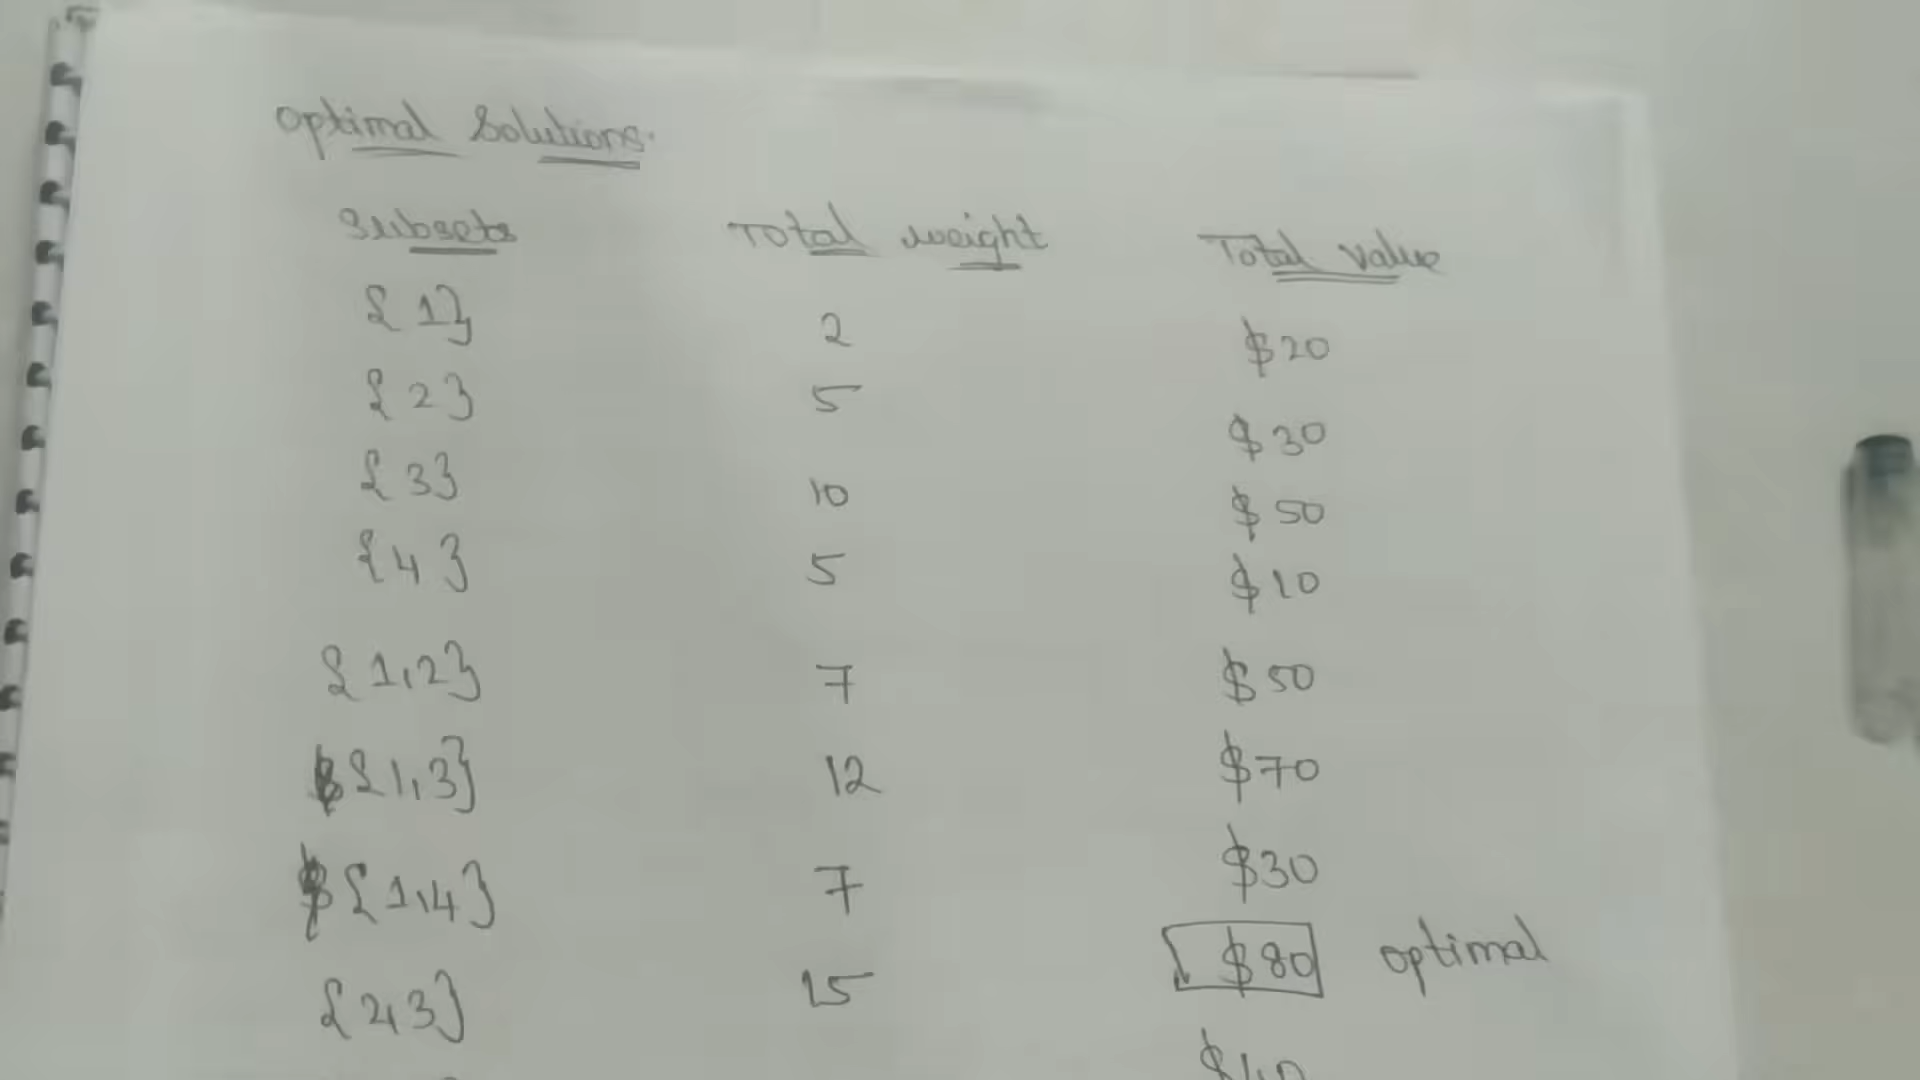 Optimal Solutions.
Subsets Total weight Total value
{1} 2 $20
{2} 5 $30
{3} 10 $50
{4} 5 $10
{1,2} 7 $50
{1,3} 12 $70
{1,4} 7 $30
{2,3} 15 $80 optimal
$40